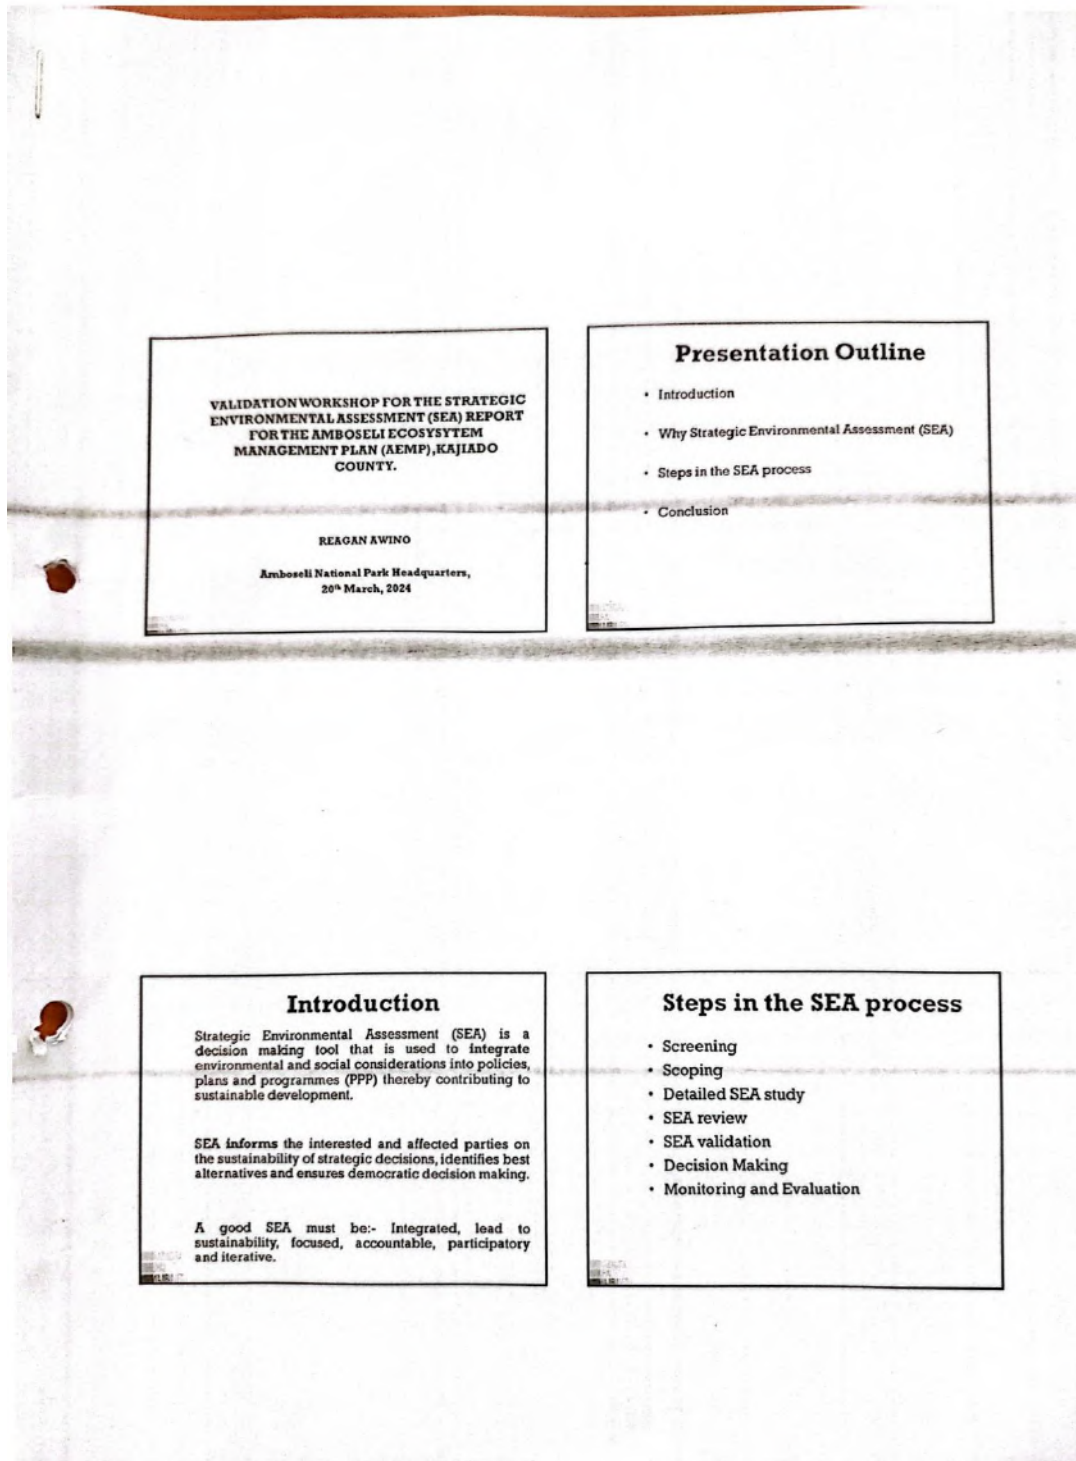 VALIDATION WORKSHOP FOR THE STRATEGIC
ENVIRONMENTAL ASSESSMENT (SEA) REPORT
FOR THE AMBOSELI ECOSYSYTEM
MANAGEMENT PLAN (AEMP),KAJIADO
COUNTY.
REAGAN AWINO
Amboseli National Park Headquarters,
20th March, 2024
Presentation Outline
• Introduction
• Why Strategic Environmental Assessment (SEA)
• Steps in the SEA process
• Conclusion
Introduction
Strategic Environmental Assessment (SEA) is a
decision making tool that is used to integrate
environmental and social considerations into policies,
plans and programmes (PPP) thereby contributing to
sustainable development.
SEA informs the interested and affected parties on
the sustainability of strategic decisions, identifies best
alternatives and ensures democratic decision making.
A good SEA must be:- Integrated, lead to
sustainability, focused, accountable, participatory
and iterative.
Steps in the SEA process
• Screening
• Scoping
• Detailed SEA study
• SEA review
• SEA validation
• Decision Making
• Monitoring and Evaluation